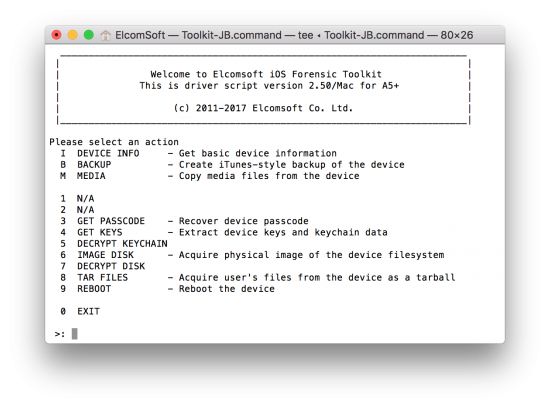 ElcomSoft — Toolkit-JB.command — tee ◂ Toolkit-JB.command — 80×26
Welcome to Elcomsoft iOS Forensic Toolkit
This is driver script version 2.50/Mac for A5+
(c) 2011-2017 Elcomsoft Co. Ltd.
Please select an action
I DEVICE INFO – Get basic device information
B BACKUP – Create iTunes-style backup of the device
M MEDIA – Copy media files from the device
1 N/A
2 N/A
3 GET PASSCODE – Recover device passcode
4 GET KEYS – Extract device keys and keychain data
5 DECRYPT KEYCHAIN
6 IMAGE DISK – Acquire physical image of the device filesystem
7 DECRYPT DISK
8 TAR FILES – Acquire user's files from the device as a tarball
9 REBOOT – Reboot the device
0 EXIT
>: